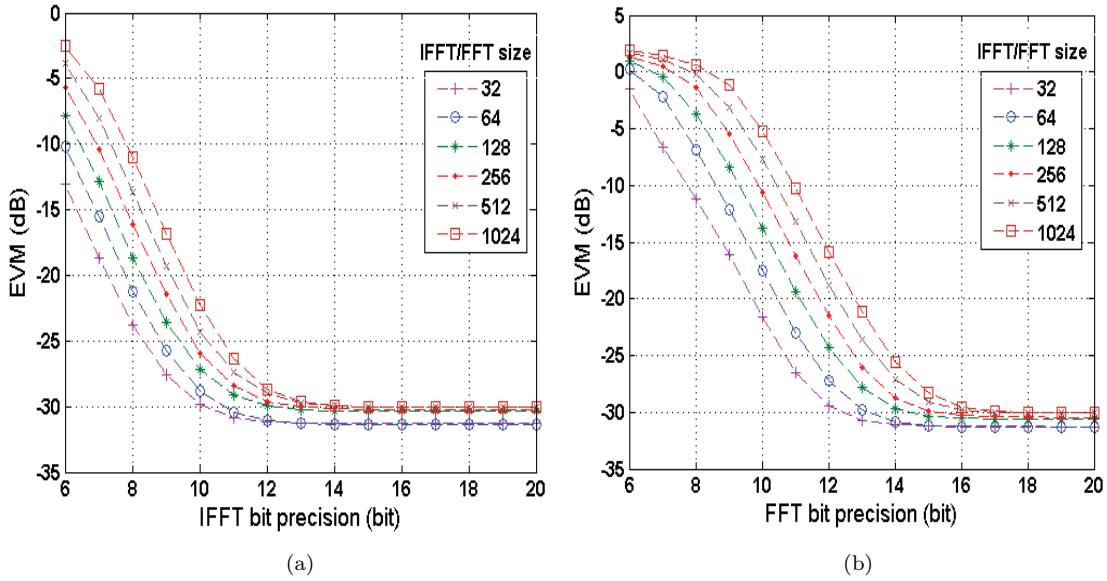 0
-5
-10
-15
-20
-25
-30
-35
6 8 10 12 14 16 18 20
EVM (dB)
IFFT bit precision (bit)
IFFT/FFT size
32
64
128
256
512
1024
(a)
5
0
-5
-10
-15
-20
-25
-30
-35
6 8 10 12 14 16 18 20
EVM (dB)
FFT bit precision (bit)
IFFT/FFT size
32
64
128
256
512
1024
(b)